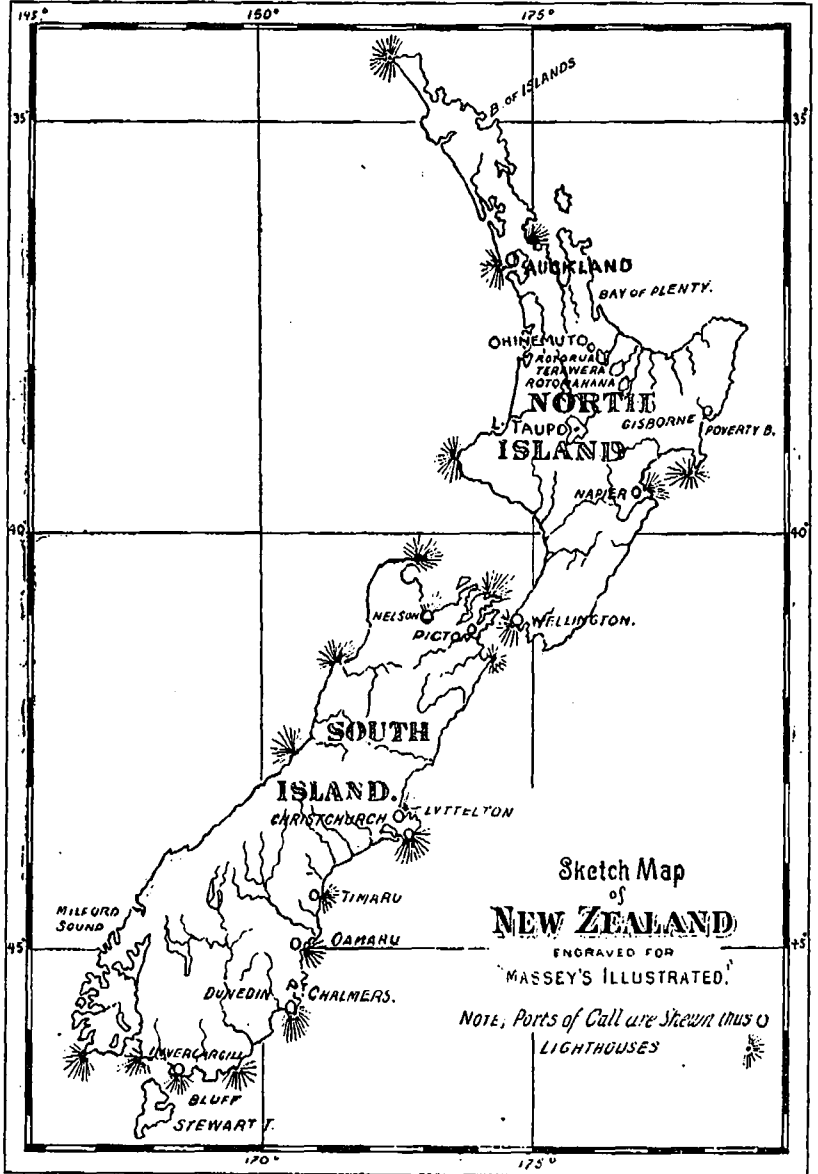 145°
150°
175°
B. OF ISLANDS
35°
35°
AUCKLAND
BAY OF PLENTY.
OHINEMUTO
ROTORUA
TERAWERA
ROTOMAHANA
NORTH
GISBORNE
L. TAUPO
POVERTY B.
ISLAND
NAPIER
40°
40°
NELSON
PICTON
WELLINGTON.
SOUTH
ISLAND.
LYTTELTON
CHRISTCHURCH
Sketch Map
of
TIMARU
NEW ZEALAND
MILFORD
SOUND
45°
OAMARU
45°
ENGRAVED FOR
"MASSEY'S ILLUSTRATED."
DUNEDIN
PT CHALMERS.
NOTE, Ports of Call are Shewn thus O
LIGHTHOUSES
INVERCARGILL
BLUFF
STEWART I.
170°
175°